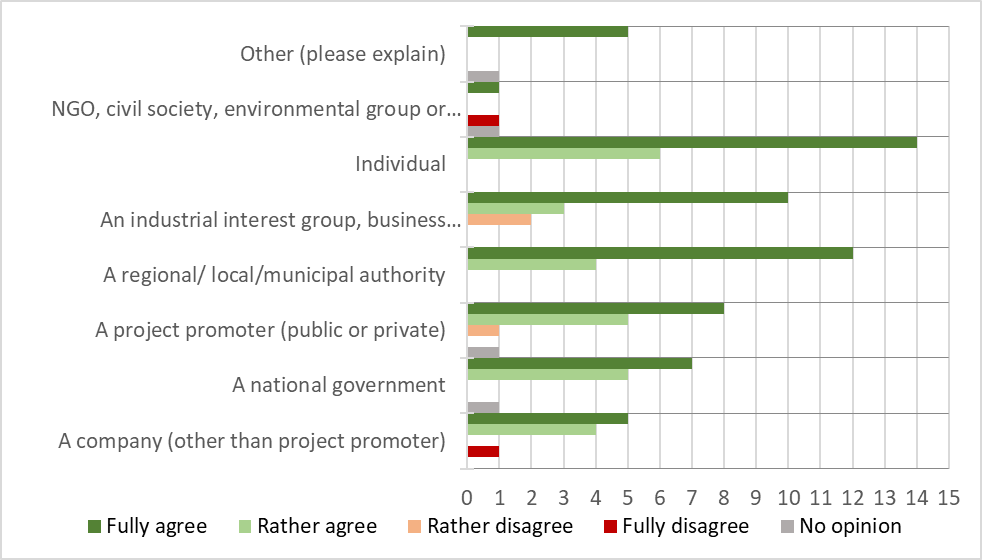 Other (please explain)
NGO, civil society, environmental group or...
Individual
An industrial interest group, business...
A regional/ local/municipal authority
A project promoter (public or private)
A national government
A company (other than project promoter)
0 1 2 3 4 5 6 7 8 9 10 11 12 13 14 15
Fully agree Rather agree Rather disagree Fully disagree No opinion